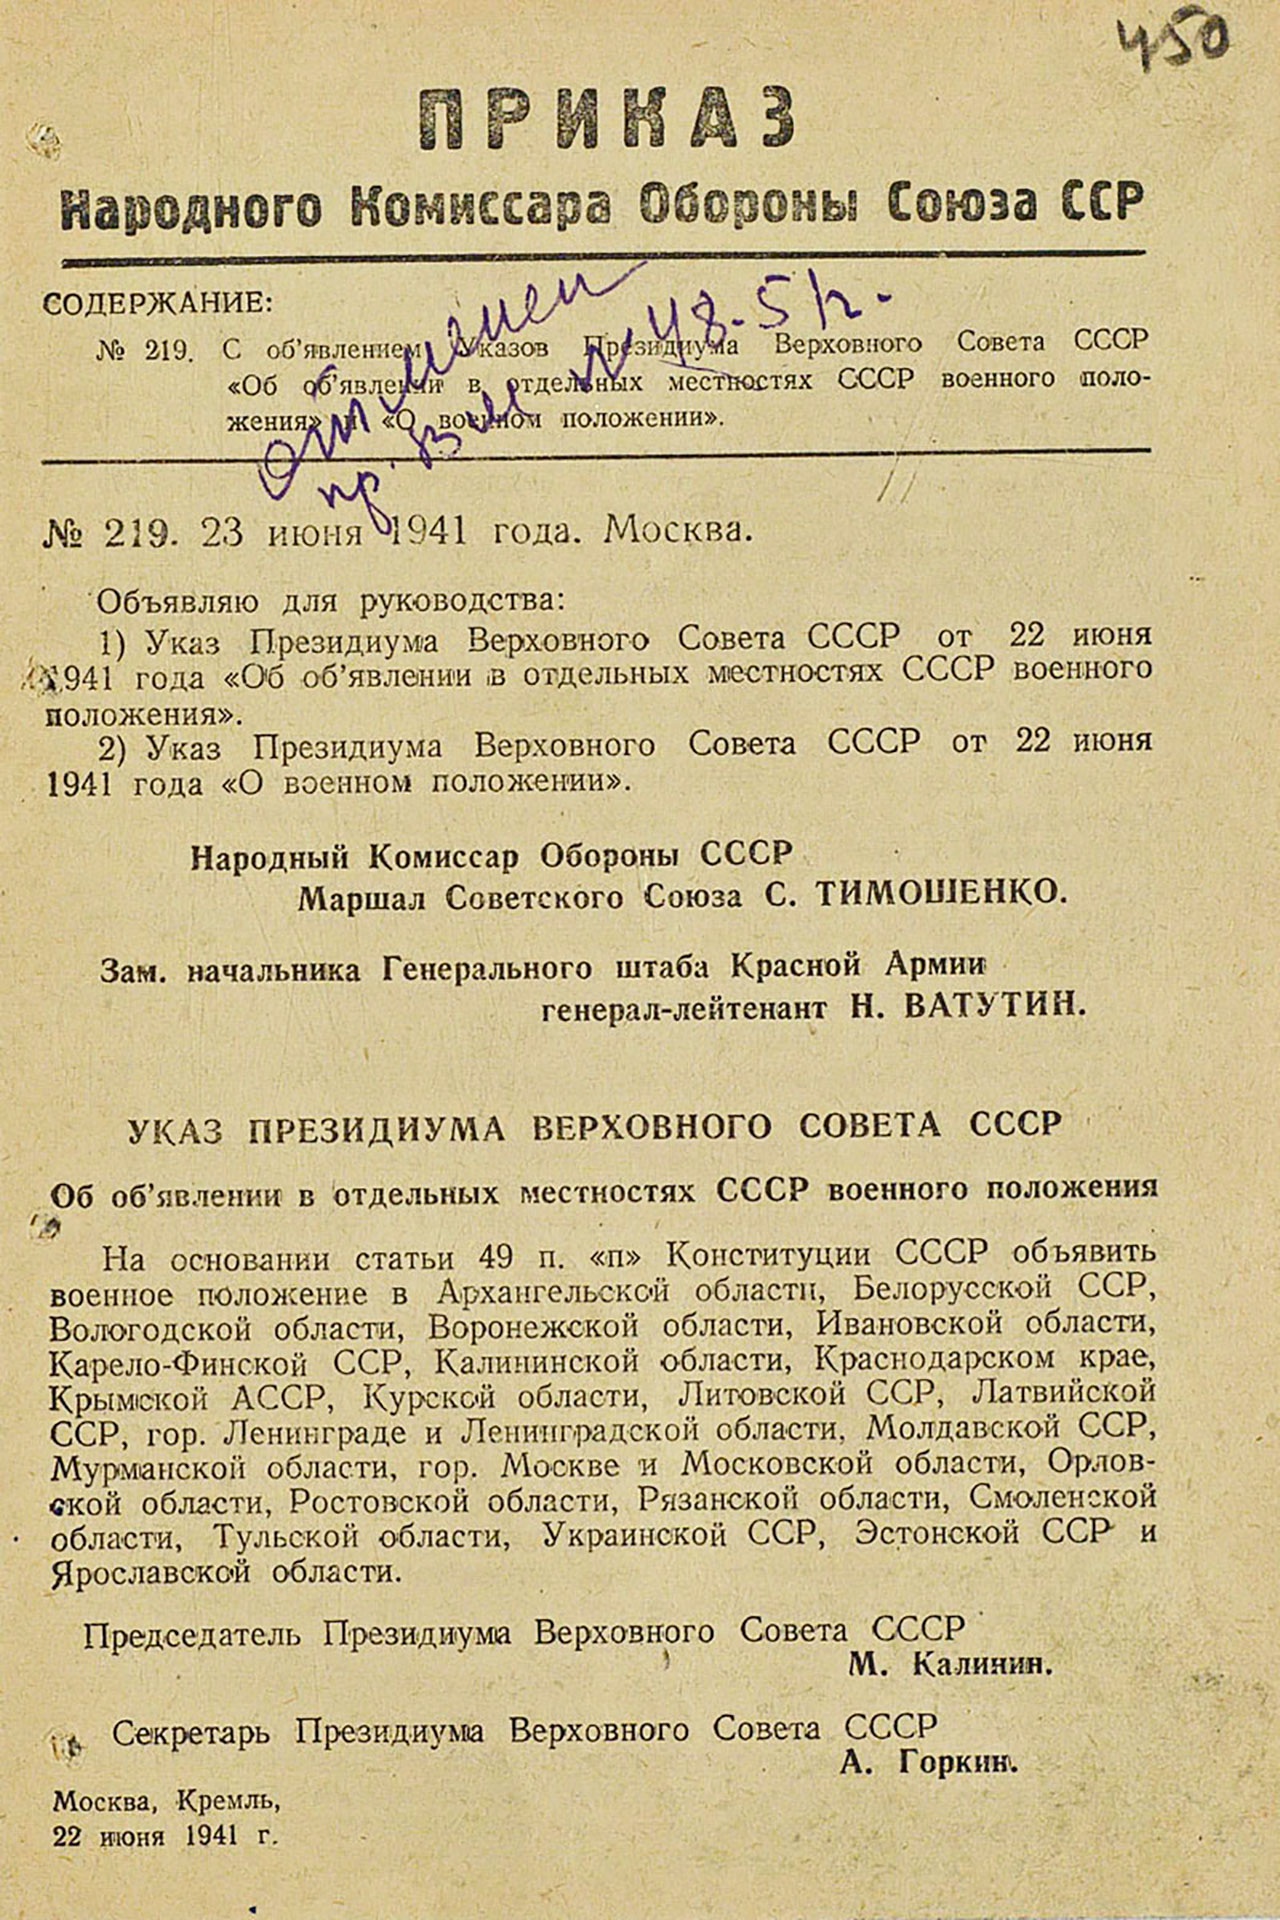 450
ПРИКАЗ
Народного Комиссара Обороны Союза ССР
СОДЕРЖАНИЕ:
№ 219. С об’явлением Указов Президиума Верховного Совета СССР
«Об об’явлении в отдельных местностях СССР военного поло-
жения» и «О военном положении».
отменен
пр.
№ 219. 23 июня 1941 года. Москва.
Объявляю для руководства:
1) Указ Президиума Верховного Совета СССР от 22 июня
1941 года «Об об’явлении в отдельных местностях СССР военного
положения».
2) Указ Президиума Верховного Совета СССР от 22 июня
1941 года «О военном положении».
Народный Комиссар Обороны СССР
Маршал Советского Союза С. ТИМОШЕНКО.
Зам. начальника Генерального штаба Красной Армии
генерал-лейтенант Н. ВАТУТИН.
УКАЗ ПРЕЗИДИУМА ВЕРХОВНОГО СОВЕТА СССР
Об об’явлении в отдельных местностях СССР военного положения
На основании статьи 49 п. «п» Конституции СССР объявить
военное положение в Архангельской области, Белорусской ССР,
Вологодской области, Воронежской области, Ивановской области,
Карело-Финской ССР, Калининской области, Краснодарском крае,
Крымской АССР, Курской области, Литовской ССР, Латвийской
ССР, гор. Ленинграде и Ленинградской области, Молдавской ССР,
Мурманской области, гор. Москве и Московской области, Орлов-
ской области, Ростовской области, Рязанской области, Смоленской
области, Тульской области, Украинской ССР, Эстонской ССР и
Ярославской области.
Председатель Президиума Верховного Совета СССР
М. Калинин.
Секретарь Президиума Верховного Совета СССР
А. Горкин.
Москва, Кремль,
22 июня 1941 г.